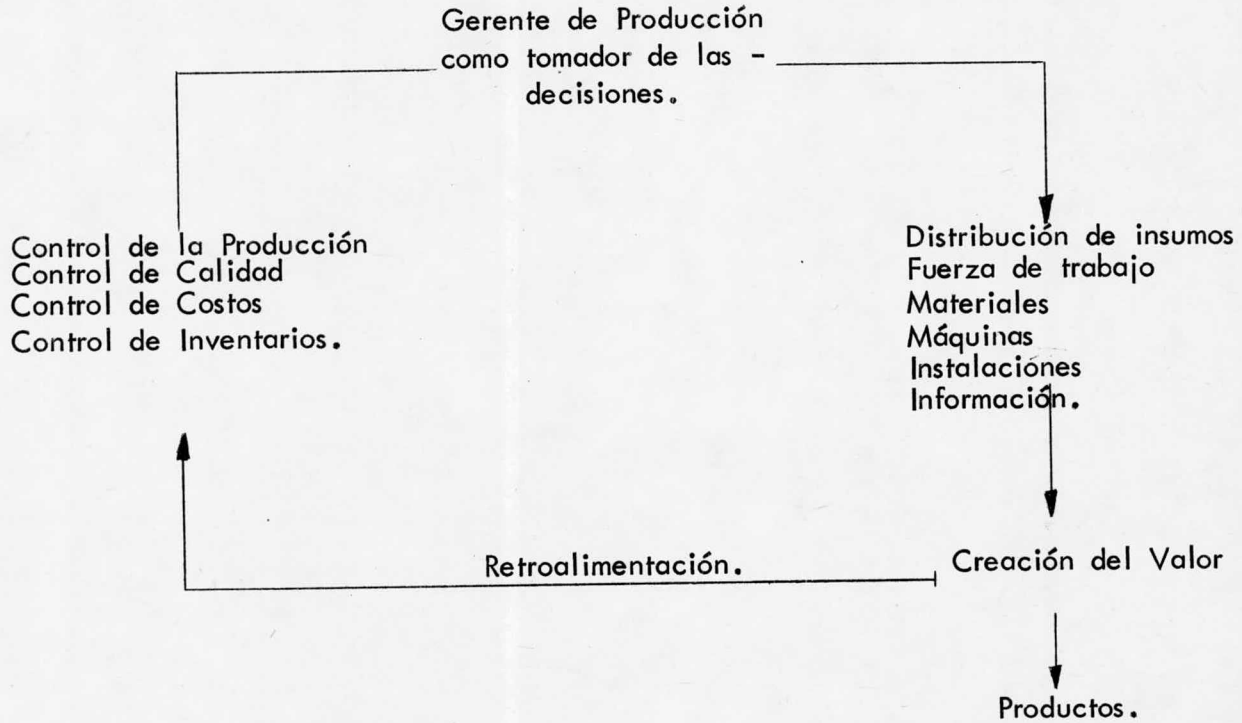 Gerente de Producción
como tomador de las -
decisiones.
Control de la Producción
Control de Calidad
Control de Costos
Control de Inventarios.
Distribución de insumos
Fuerza de trabajo
Materiales
Máquinas
Instalaciónes
Información.
Retroalimentación.
Creación del Valor
Productos.